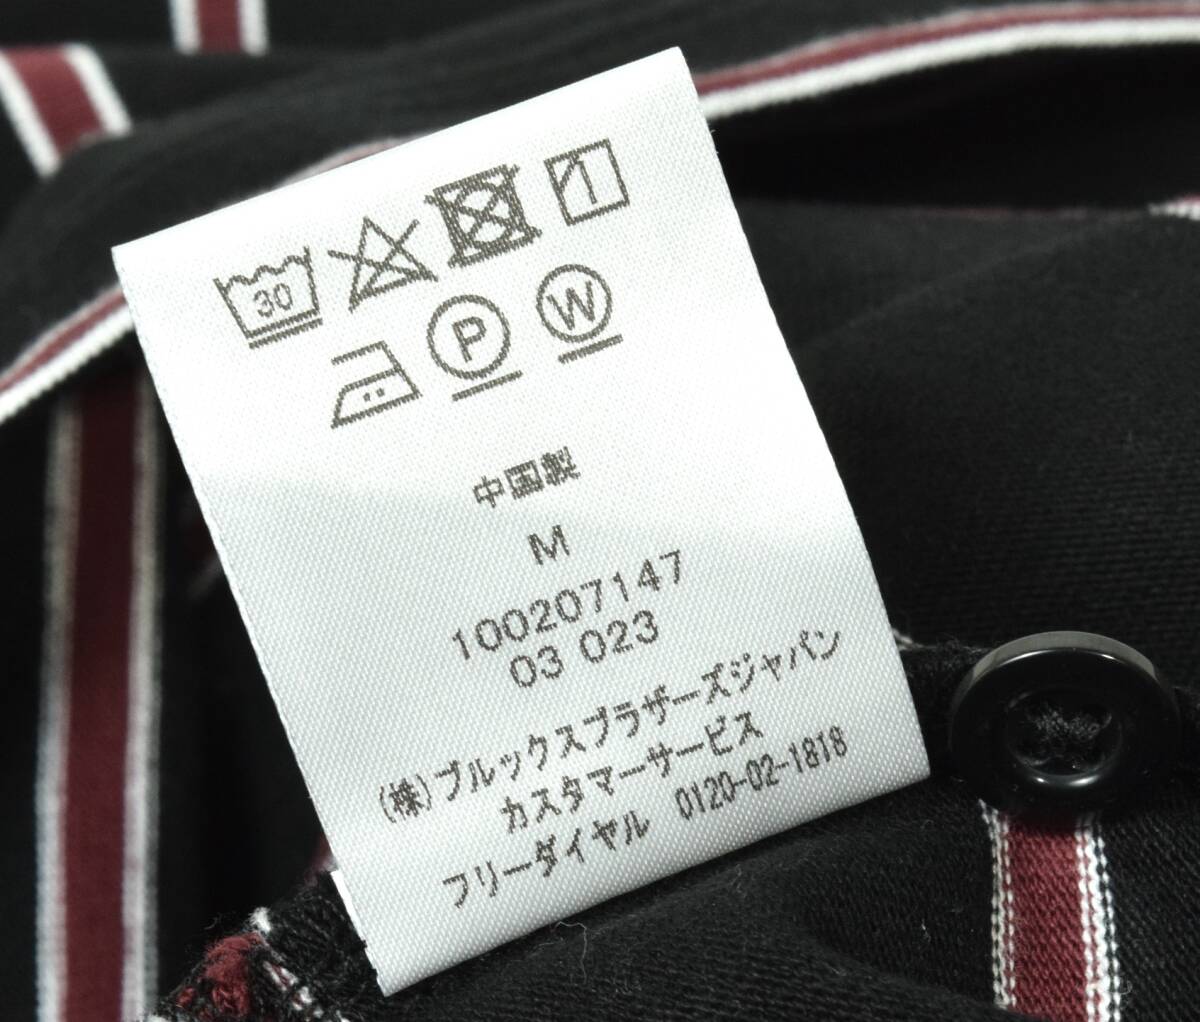 30
P W
中国製
M
100207147
03 023
(株)ブルックスブラザーズジャパン
カスタマーサービス
フリーダイヤル 0120-02-1818